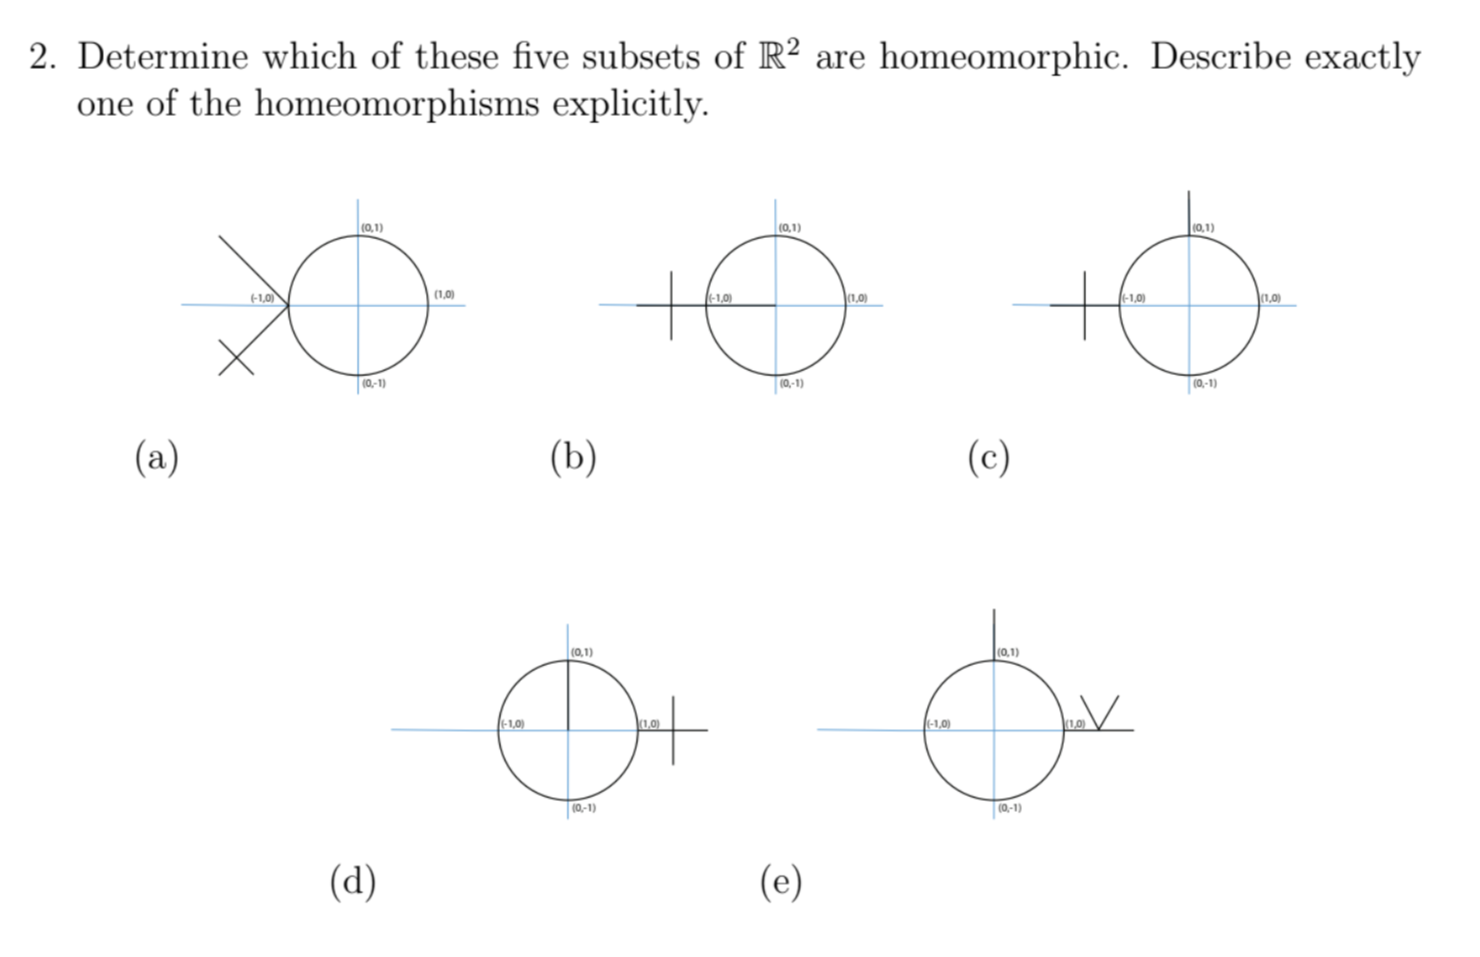 2. Determine which of these five subsets of ℝ² are homeomorphic. Describe exactly
one of the homeomorphisms explicitly.
(0,1) (0,1) (0,1)
(-1,0) (1,0) (-1,0) (1,0) (-1,0) (1,0)
(0,-1) (0,-1) (0,-1)
(a) (b) (c)
(0,1) (0,1)
(-1,0) (1,0) (-1,0) (1,0)
(0,-1) (0,-1)
(d) (e)